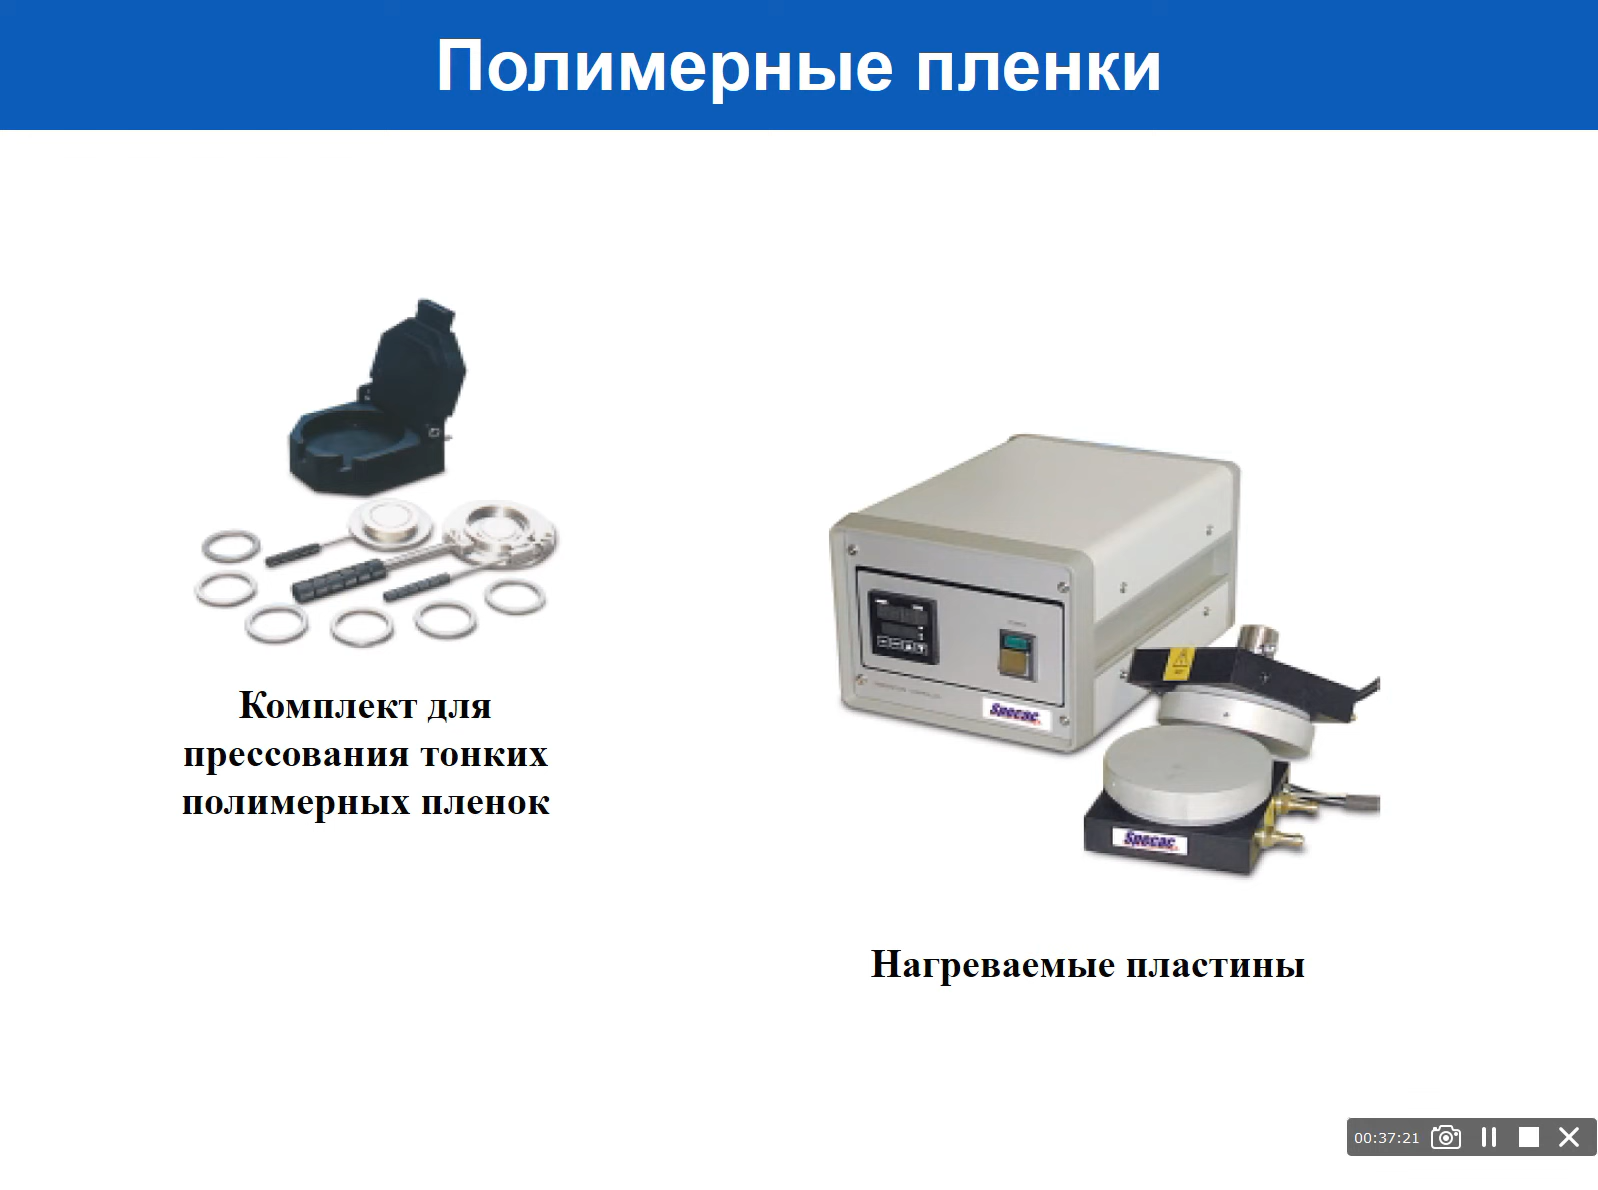 Полимерные пленки
Комплект для
прессования тонких
полимерных пленок
Specac
Specac
Нагреваемые пластины
00:37:21